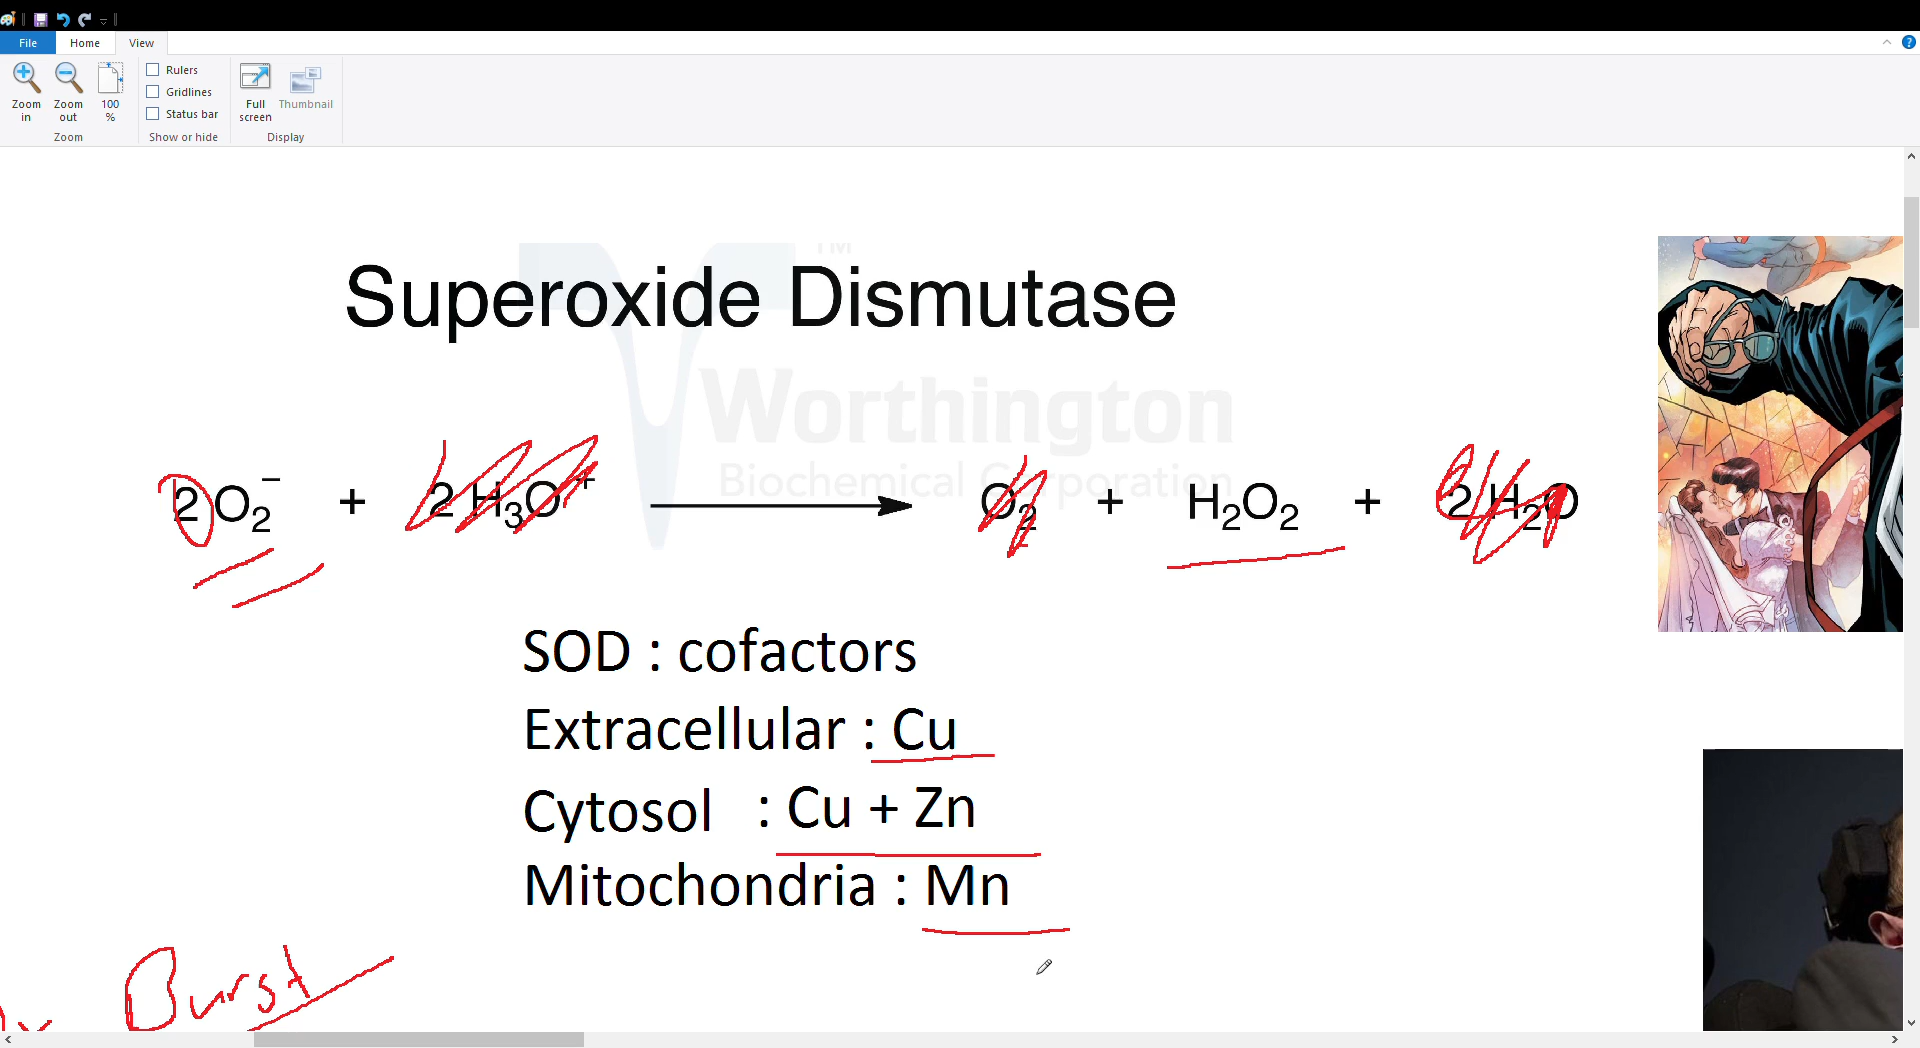 File Home View
Zoom in
Zoom out
100 %
Rulers
Gridlines
Status bar
Full screen
Thumbnail
Zoom
Show or hide
Display
TM
Superoxide Dismutase
Worthington
Biochemical Corporation
2 O₂⁻ + 2 H₃O⁺ → O₂ + H₂O₂ + 2 H₂O
SOD : cofactors
Extracellular : Cu
Cytosol : Cu + Zn
Mitochondria : Mn
Burst